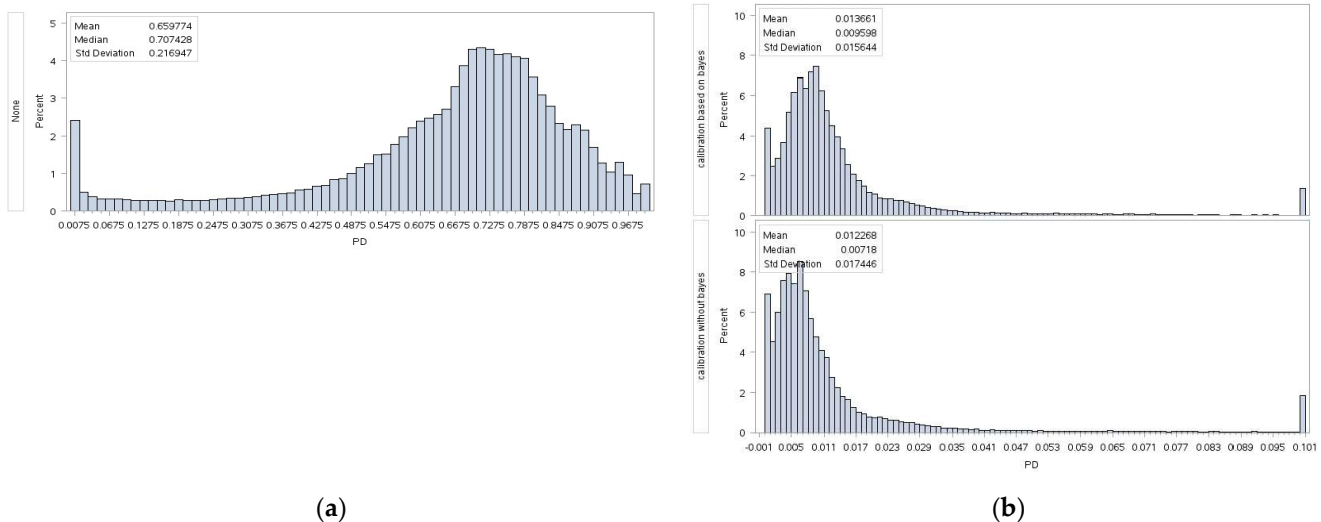 Mean 0.659774
Median 0.707428
Std Deviation 0.216947
None
Percent
5
4
3
2
1
0
0.0075 0.0675 0.1275 0.1875 0.2475 0.3075 0.3675 0.4275 0.4875 0.5475 0.6075 0.6675 0.7275 0.7875 0.8475 0.9075 0.9675
PD
(a)
Mean 0.013661
Median 0.009598
Std Deviation 0.015644
calibration based on bayes
Percent
10
8
6
4
2
0
Mean 0.012268
Median 0.00718
Std Deviation 0.017446
calibration without bayes
Percent
10
8
6
4
2
0
-0.001 0.005 0.011 0.017 0.023 0.029 0.035 0.041 0.047 0.053 0.059 0.065 0.071 0.077 0.083 0.089 0.095 0.101
PD
(b)